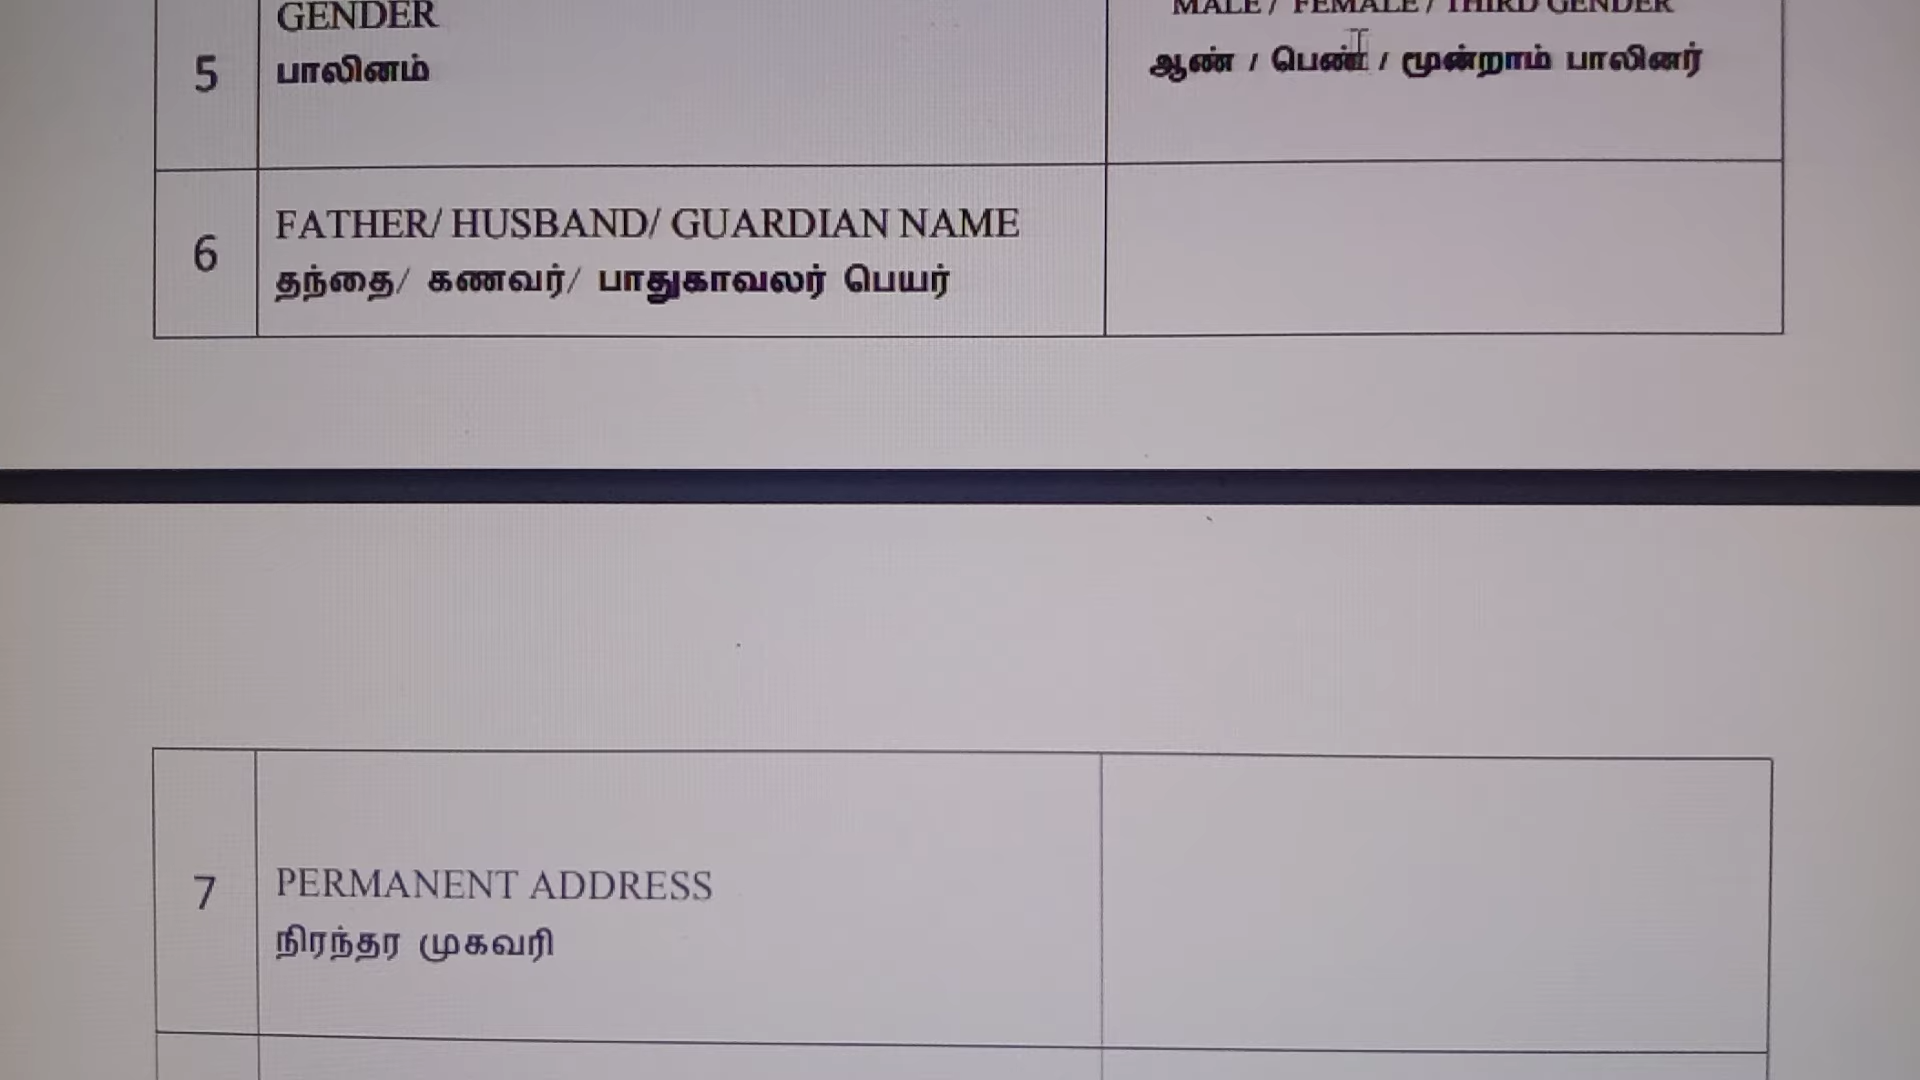 GENDER
MALE / FEMALE / THIRD GENDER
5
பாலினம்
ஆண் / பெண் / மூன்றாம் பாலினர்
FATHER/ HUSBAND/ GUARDIAN NAME
6
தந்தை/ கணவர்/ பாதுகாவலர் பெயர்
PERMANENT ADDRESS
7
நிரந்தர முகவரி